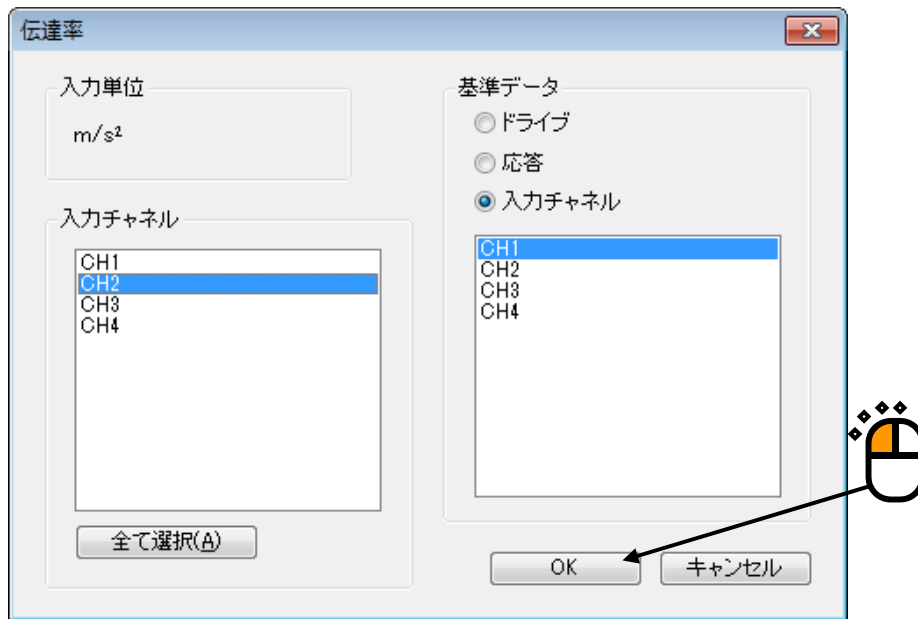 伝達率
入力単位
m/s²
入力チャネル
CH1
CH2
CH3
CH4
全て選択(A)
基準データ
ドライブ
応答
入力チャネル
CH1
CH2
CH3
CH4
OK
キャンセル